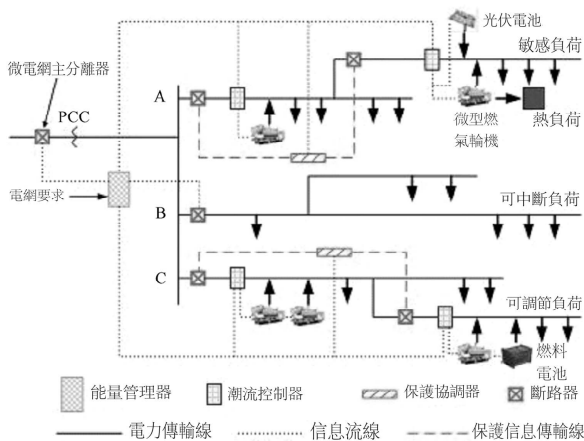 光伏電池
敏感負荷
微電網主分離器
A
PCC
微型燃
氣輪機
熱負荷
電網要求
可中斷負荷
B
C
可調節負荷
燃料
電池
能量管理器
潮流控制器
保護協調器
斷路器
電力傳輸線
信息流線
保護信息傳輸線